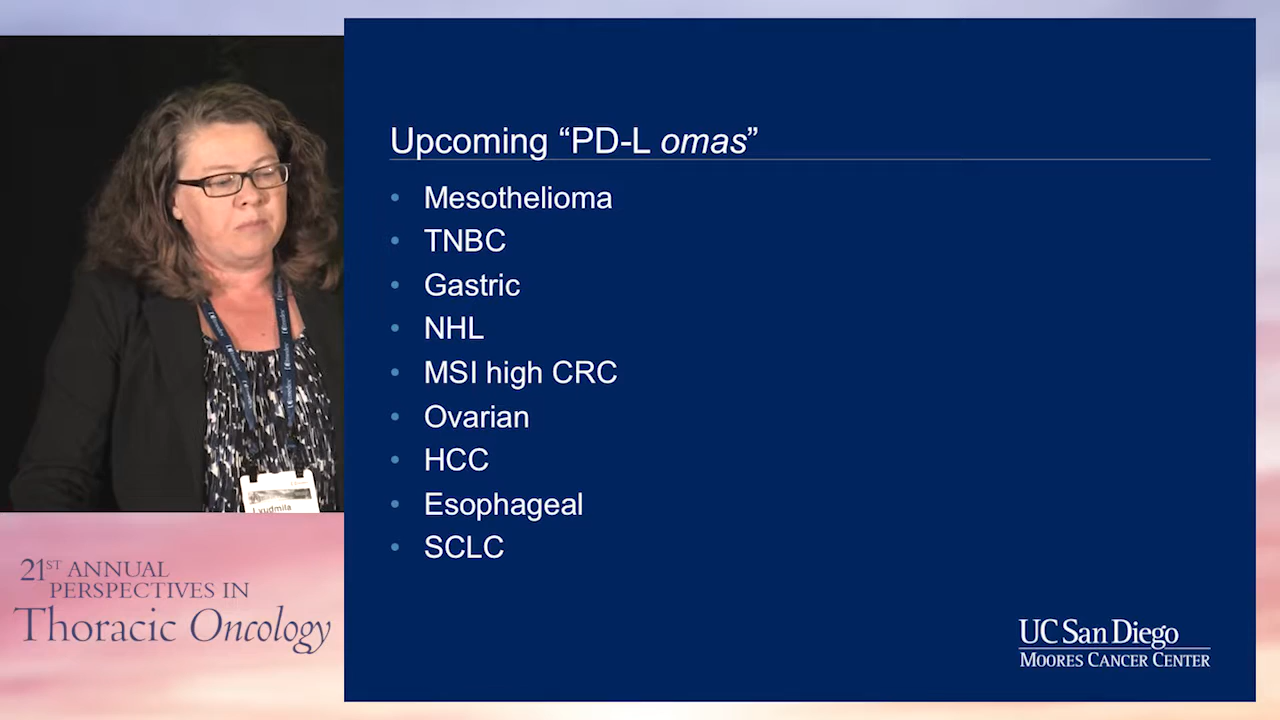 Upcoming “PD-L omas”
• Mesothelioma
• TNBC
• Gastric
• NHL
• MSI high CRC
• Ovarian
• HCC
• Esophageal
• SCLC
UC San Diego
MOORES CANCER CENTER
Lyudmila
21ST ANNUAL
PERSPECTIVES IN
Thoracic Oncology